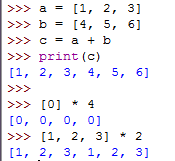 >>> a = [1, 2, 3]
>>> b = [4, 5, 6]
>>> c = a + b
>>> print(c)
[1, 2, 3, 4, 5, 6]
>>>
>>> [0] * 4
[0, 0, 0, 0]
>>> [1, 2, 3] * 2
[1, 2, 3, 1, 2, 3]